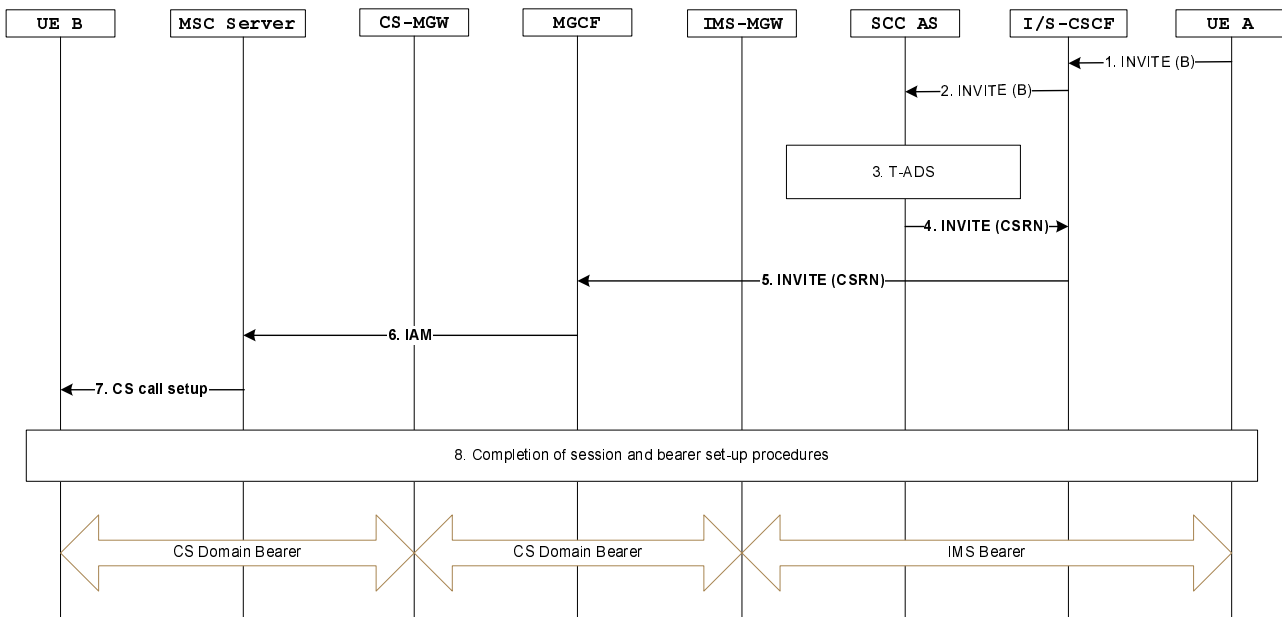 UE B
MSC Server
CS-MGW
MGCF
IMS-MGW
SCC AS
I/S-CSCF
UE A
1. INVITE (B)
2. INVITE (B)
3. T-ADS
4. INVITE (CSRN)
5. INVITE (CSRN)
6. IAM
7. CS call setup
8. Completion of session and bearer set-up procedures
CS Domain Bearer
CS Domain Bearer
IMS Bearer